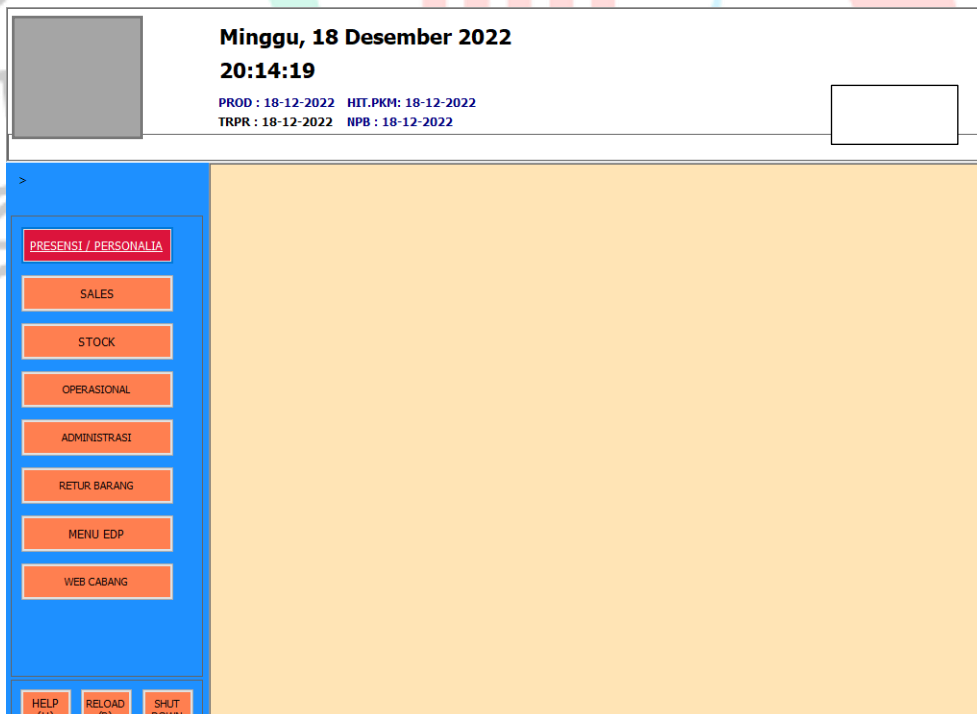 Minggu, 18 Desember 2022
20:14:19
PROD : 18-12-2022 HIT.PKM: 18-12-2022
TRPR : 18-12-2022 NPB : 18-12-2022
>
PRESENSI / PERSONALIA
SALES
STOCK
OPERASIONAL
ADMINISTRASI
RETUR BARANG
MENU EDP
WEB CABANG
HELP RELOAD SHUT